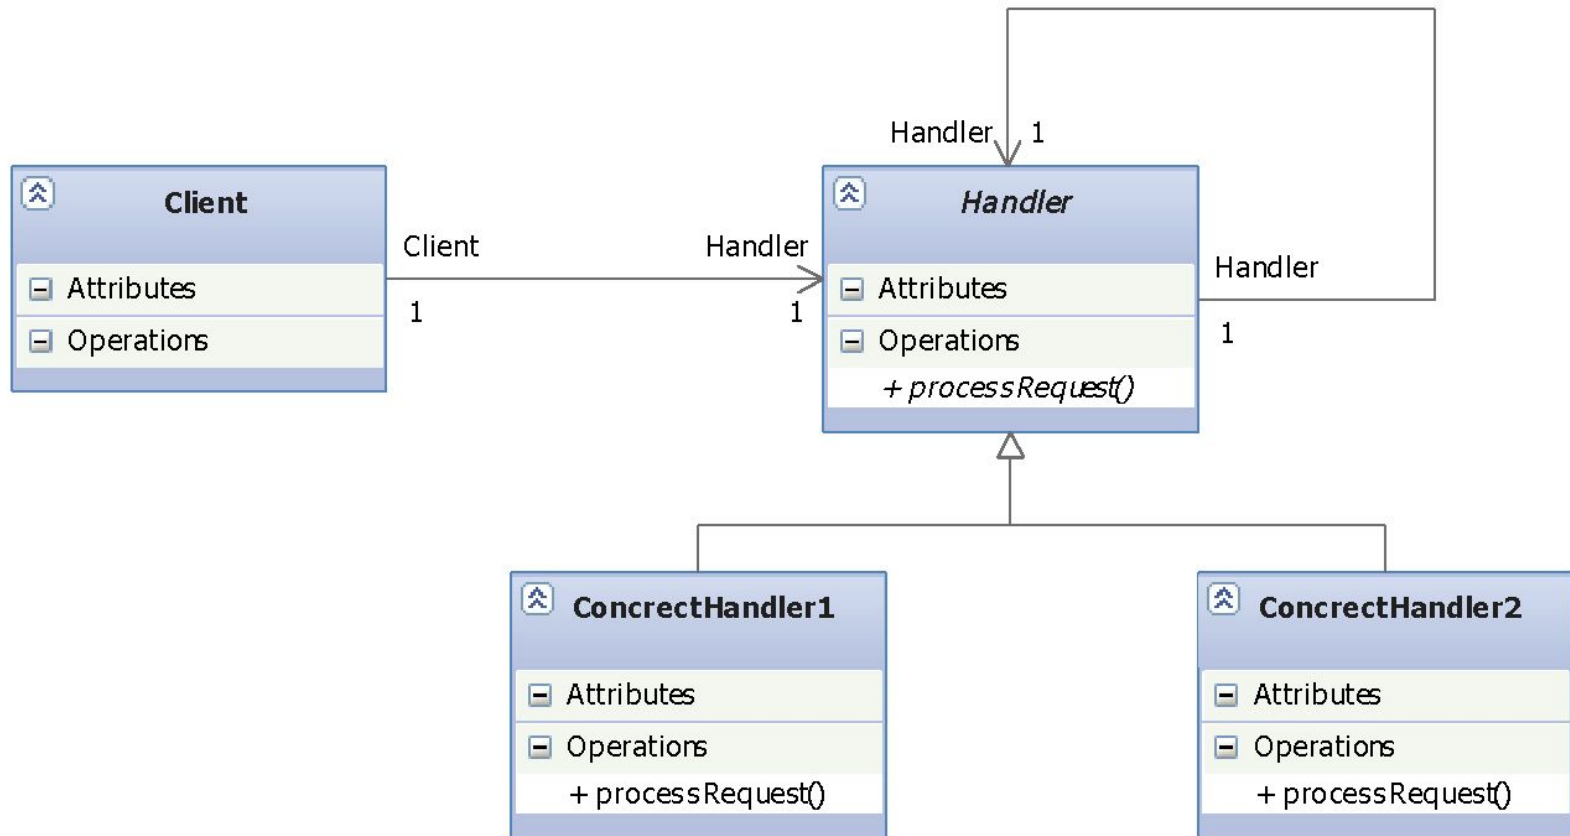 Handler 1
Client
Handler
Client
Handler
Handler
Attributes
Attributes
1
1
1
Operations
Operations
+ processRequest()
ConcrectHandler1
ConcrectHandler2
Attributes
Attributes
Operations
Operations
+ processRequest()
+ processRequest()